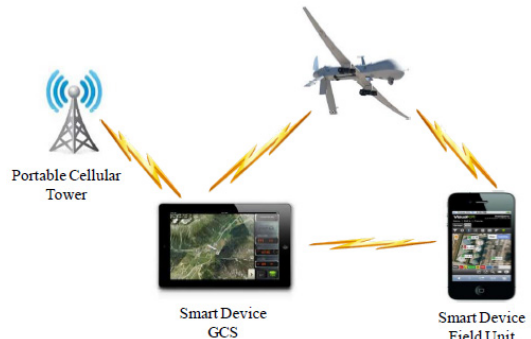 Portable Cellular
Tower
Smart Device
GCS
Smart Device
Field Unit